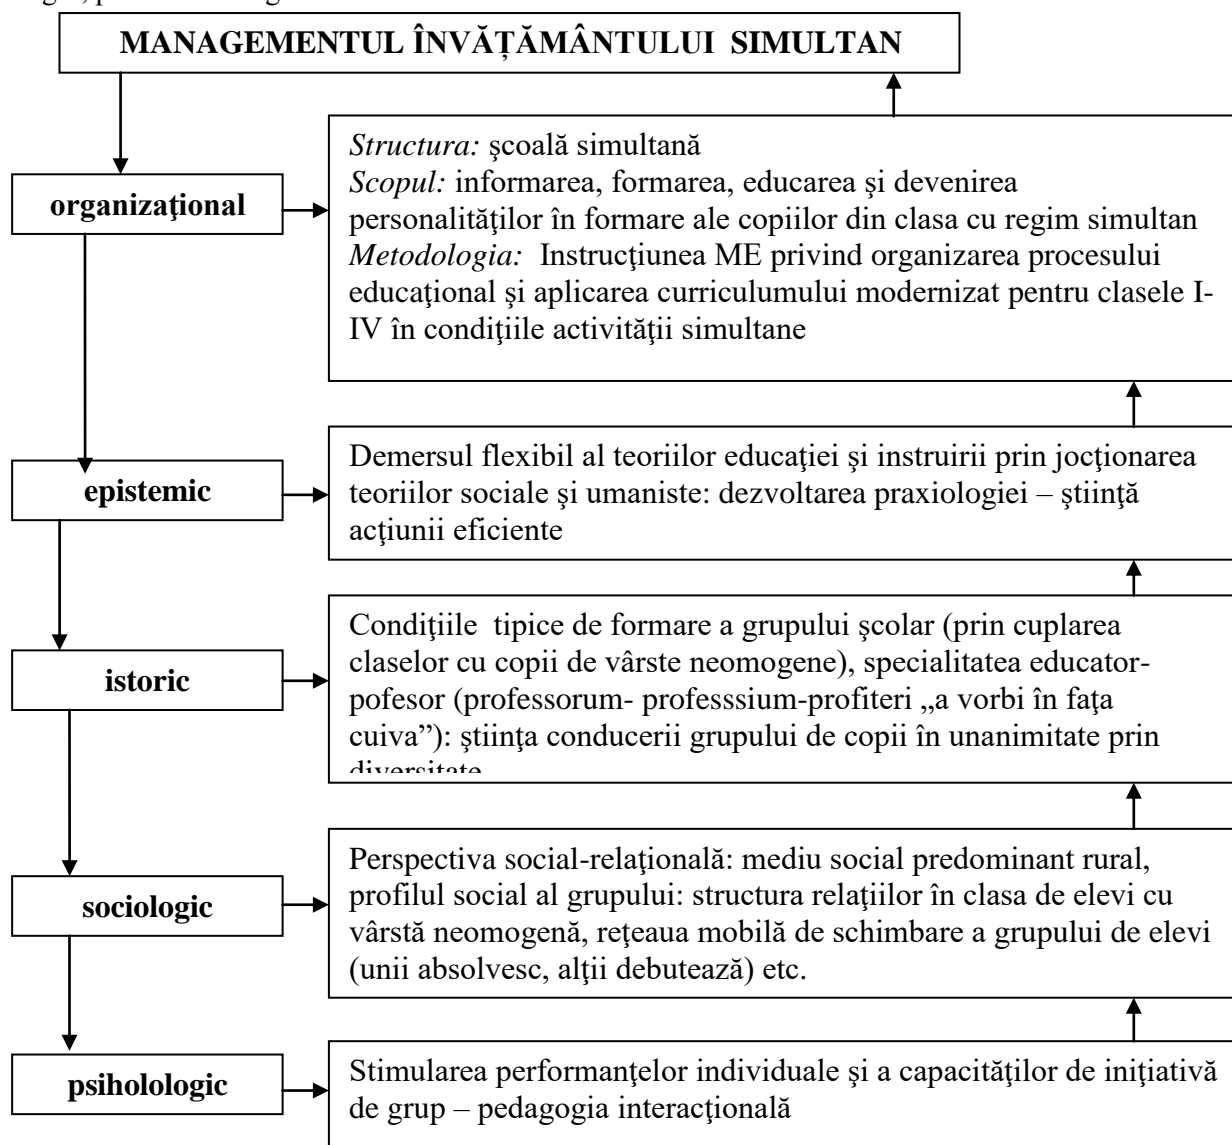 MANAGEMENTUL ÎNVĂȚĂMÂNTULUI SIMULTAN
organizaţional
Structura: şcoală simultană
Scopul: informarea, formarea, educarea şi devenirea
personalităţilor în formare ale copiilor din clasa cu regim simultan
Metodologia: Instrucţiunea ME privind organizarea procesului
educaţional şi aplicarea curriculumului modernizat pentru clasele I-
IV în condiţiile activităţii simultane
epistemic
Demersul flexibil al teoriilor educaţiei şi instruirii prin jocţionarea
teoriilor sociale şi umaniste: dezvoltarea praxiologiei – ştiinţă
acţiunii eficiente
istoric
Condiţiile tipice de formare a grupului şcolar (prin cuplarea
claselor cu copii de vârste neomogene), specialitatea educator-
pofesor (professorum- professsium-profiteri „a vorbi în faţa
cuiva”): ştiinţa conducerii grupului de copii în unanimitate prin
diversitate
sociologic
Perspectiva social-relaţională: mediu social predominant rural,
profilul social al grupului: structura relaţiilor în clasa de elevi cu
vârstă neomogenă, reţeaua mobilă de schimbare a grupului de elevi
(unii absolvesc, alţii debutează) etc.
psiholologic
Stimularea performanţelor individuale şi a capacităţilor de iniţiativă
de grup – pedagogia interacţională